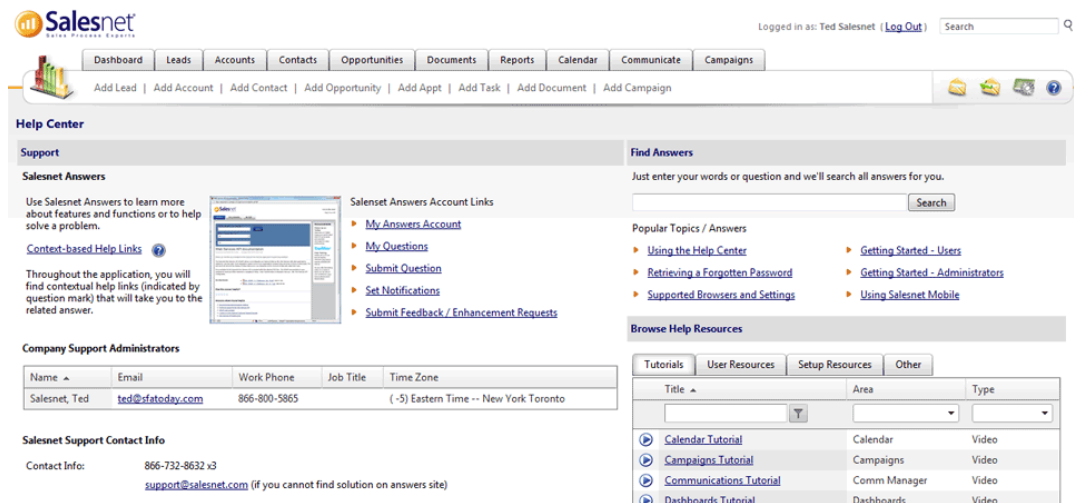 Salesnet
Sales Process Experts
Logged in as: Ted Salesnet ( Log Out )
Search
Dashboard Leads Accounts Contacts Opportunities Documents Reports Calendar Communicate Campaigns
Add Lead | Add Account | Add Contact | Add Opportunity | Add Appt | Add Task | Add Document | Add Campaign
Help Center
Support
Salesnet Answers
Use Salesnet Answers to learn more
about features and functions or to help
solve a problem.
Context-based Help Links
Throughout the application, you will
find contextual help links (indicated by
question mark) that will take you to the
related answer.
Salenset Answers Account Links
My Answers Account
My Questions
Submit Question
Set Notifications
Submit Feedback / Enhancement Requests
Company Support Administrators
Name Email Work Phone Job Title Time Zone
Salesnet, Ted ted@sfatoday.com 866-800-5865 ( -5) Eastern Time -- New York Toronto
Salesnet Support Contact Info
Contact Info: 866-732-8632 x3
support@salesnet.com (if you cannot find solution on answers site)
Find Answers
Just enter your words or question and we'll search all answers for you.
Search
Popular Topics / Answers
Using the Help Center Getting Started - Users
Retrieving a Forgotten Password Getting Started - Administrators
Supported Browsers and Settings Using Salesnet Mobile
Browse Help Resources
Tutorials User Resources Setup Resources Other
Title Area Type
Calendar Tutorial Calendar Video
Campaigns Tutorial Campaigns Video
Communications Tutorial Comm Manager Video
Dashboards Tutorial Dashboards Video